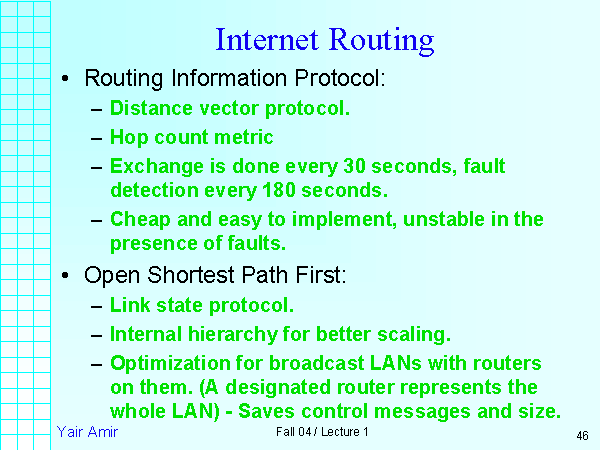 Internet Routing
• Routing Information Protocol:
– Distance vector protocol.
– Hop count metric
– Exchange is done every 30 seconds, fault
detection every 180 seconds.
– Cheap and easy to implement, unstable in the
presence of faults.
• Open Shortest Path First:
– Link state protocol.
– Internal hierarchy for better scaling.
– Optimization for broadcast LANs with routers
on them. (A designated router represents the
whole LAN) - Saves control messages and size.
Yair Amir
Fall 04 / Lecture 1
46